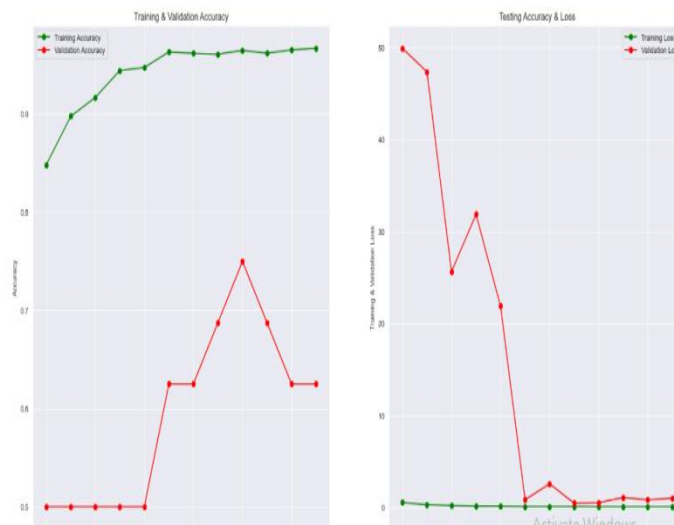 Training & Validation Accuracy
Training Accuracy
Validation Accuracy
0.9
0.8
0.7
0.6
0.5
Accuracy
Testing Accuracy & Loss
Training Loss
Validation Lo
50
40
30
20
10
0
Training & Validation Loss
Activate Windows